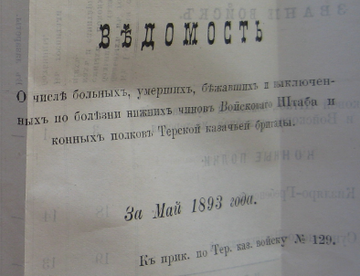 ВѢДОМОСТЬ
О числѣ больныхъ, умершихъ, бѣжавшихъ и выключен-
ныхъ по болѣзни нижнихъ чиновъ Войсковаго Штаба и
конныхъ полковъ Терской казачьей бригады.
За Май 1893 года.
Къ прик. по Тер. каз. войску № 129.